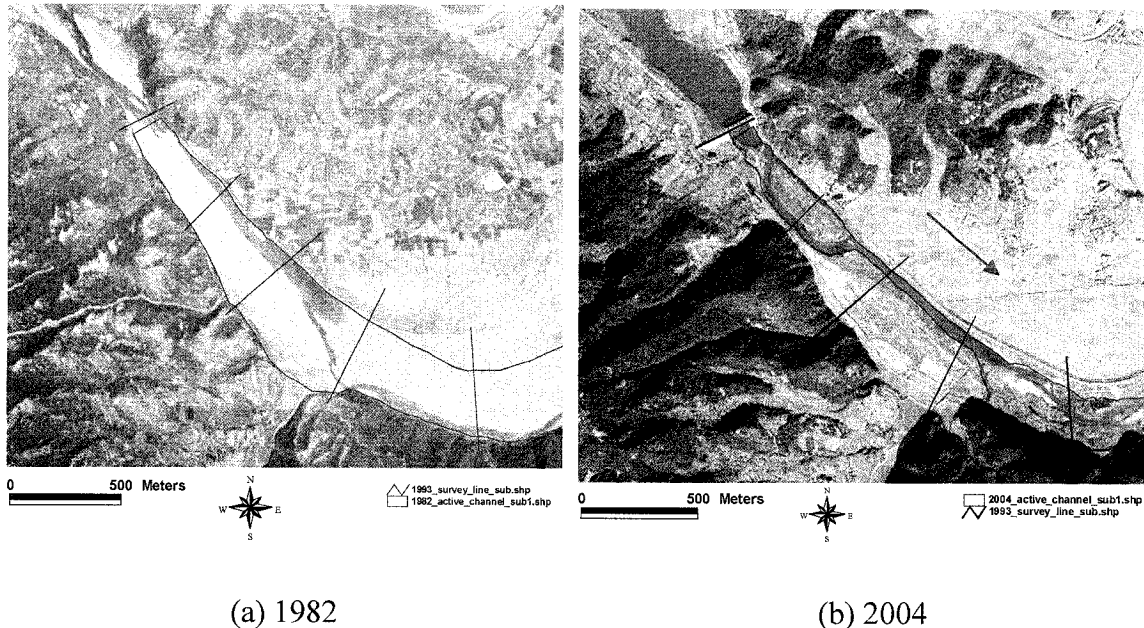 0 500 Meters
N
W E
S
1993_survey_line_sub.shp
1982_active_channel_sub1.shp
0 500 Meters
N
W E
S
2004_active_channel_sub1.shp
1993_survey_line_sub.shp
(a) 1982
(b) 2004